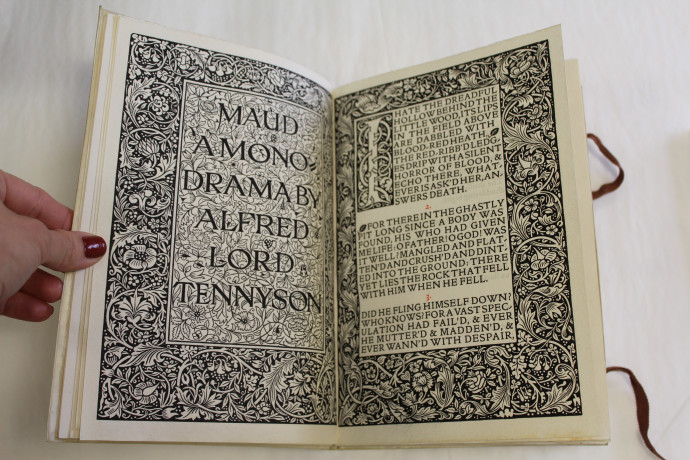 MAUD
A MONO-
DRAMA BY
ALFRED
LORD
TENNYSON
I
HATE THE DREADFUL
HOLLOW BEHIND THE
LITTLE WOOD, ITS LIPS
IN THE FIELD ABOVE
ARE DABBLED WITH
BLOOD-RED HEATH,
THE RED-RIBB'D LEDGES
DRIP WITH A SILENT
HORROR OF BLOOD, &
ECHO THERE, WHAT-
EVER IS ASK'D HER, AN-
SWERS DEATH.
2.
FOR THERE IN THE GHASTLY
PIT LONG SINCE A BODY WAS
FOUND, HIS WHO HAD GIVEN
ME LIFE O FATHER! O GOD! WAS
IT WELL? MANGLED AND FLAT-
TEN'D AND CRUSH'D AND DINT-
ED INTO THE GROUND: THERE
YET LIES THE ROCK THAT FELL
WITH HIM WHEN HE FELL.
3.
DID HE FLING HIMSELF DOWN?
WHO KNOWS? FOR A VAST SPEC-
ULATION HAD FAIL'D, & EVER
HE MUTTER'D & MADDEN'D, &
EVER WANN'D WITH DESPAIR,